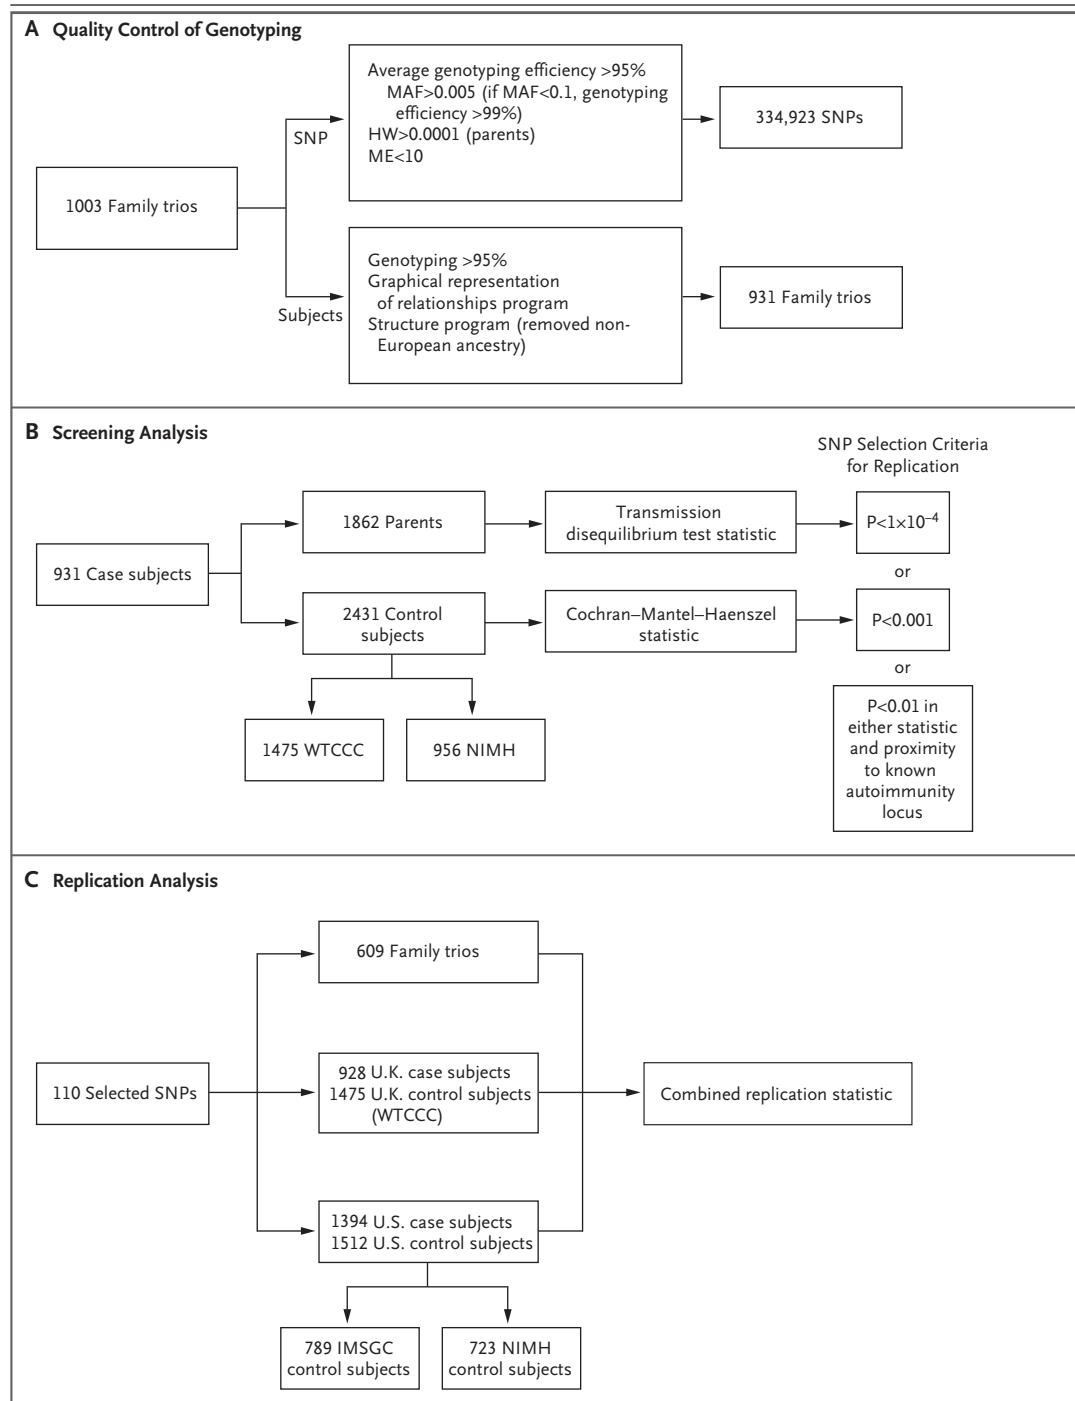 A Quality Control of Genotyping
Average genotyping efficiency >95%
MAF>0.005 (if MAF<0.1, genotyping
efficiency >99%)
HW>0.0001 (parents)
ME<10
334,923 SNPs
SNP
1003 Family trios
Genotyping >95%
Graphical representation
of relationships program
Structure program (removed non-
European ancestry)
931 Family trios
Subjects
B Screening Analysis
SNP Selection Criteria
for Replication
1862 Parents
Transmission
disequilibrium test statistic
P<1×10⁻⁴
931 Case subjects
or
2431 Control
subjects
Cochran–Mantel–Haenszel
statistic
P<0.001
or
1475 WTCCC
956 NIMH
P<0.01 in
either statistic
and proximity
to known
autoimmunity
locus
C Replication Analysis
609 Family trios
110 Selected SNPs
928 U.K. case subjects
1475 U.K. control subjects
(WTCCC)
Combined replication statistic
1394 U.S. case subjects
1512 U.S. control subjects
789 IMSGC
control subjects
723 NIMH
control subjects